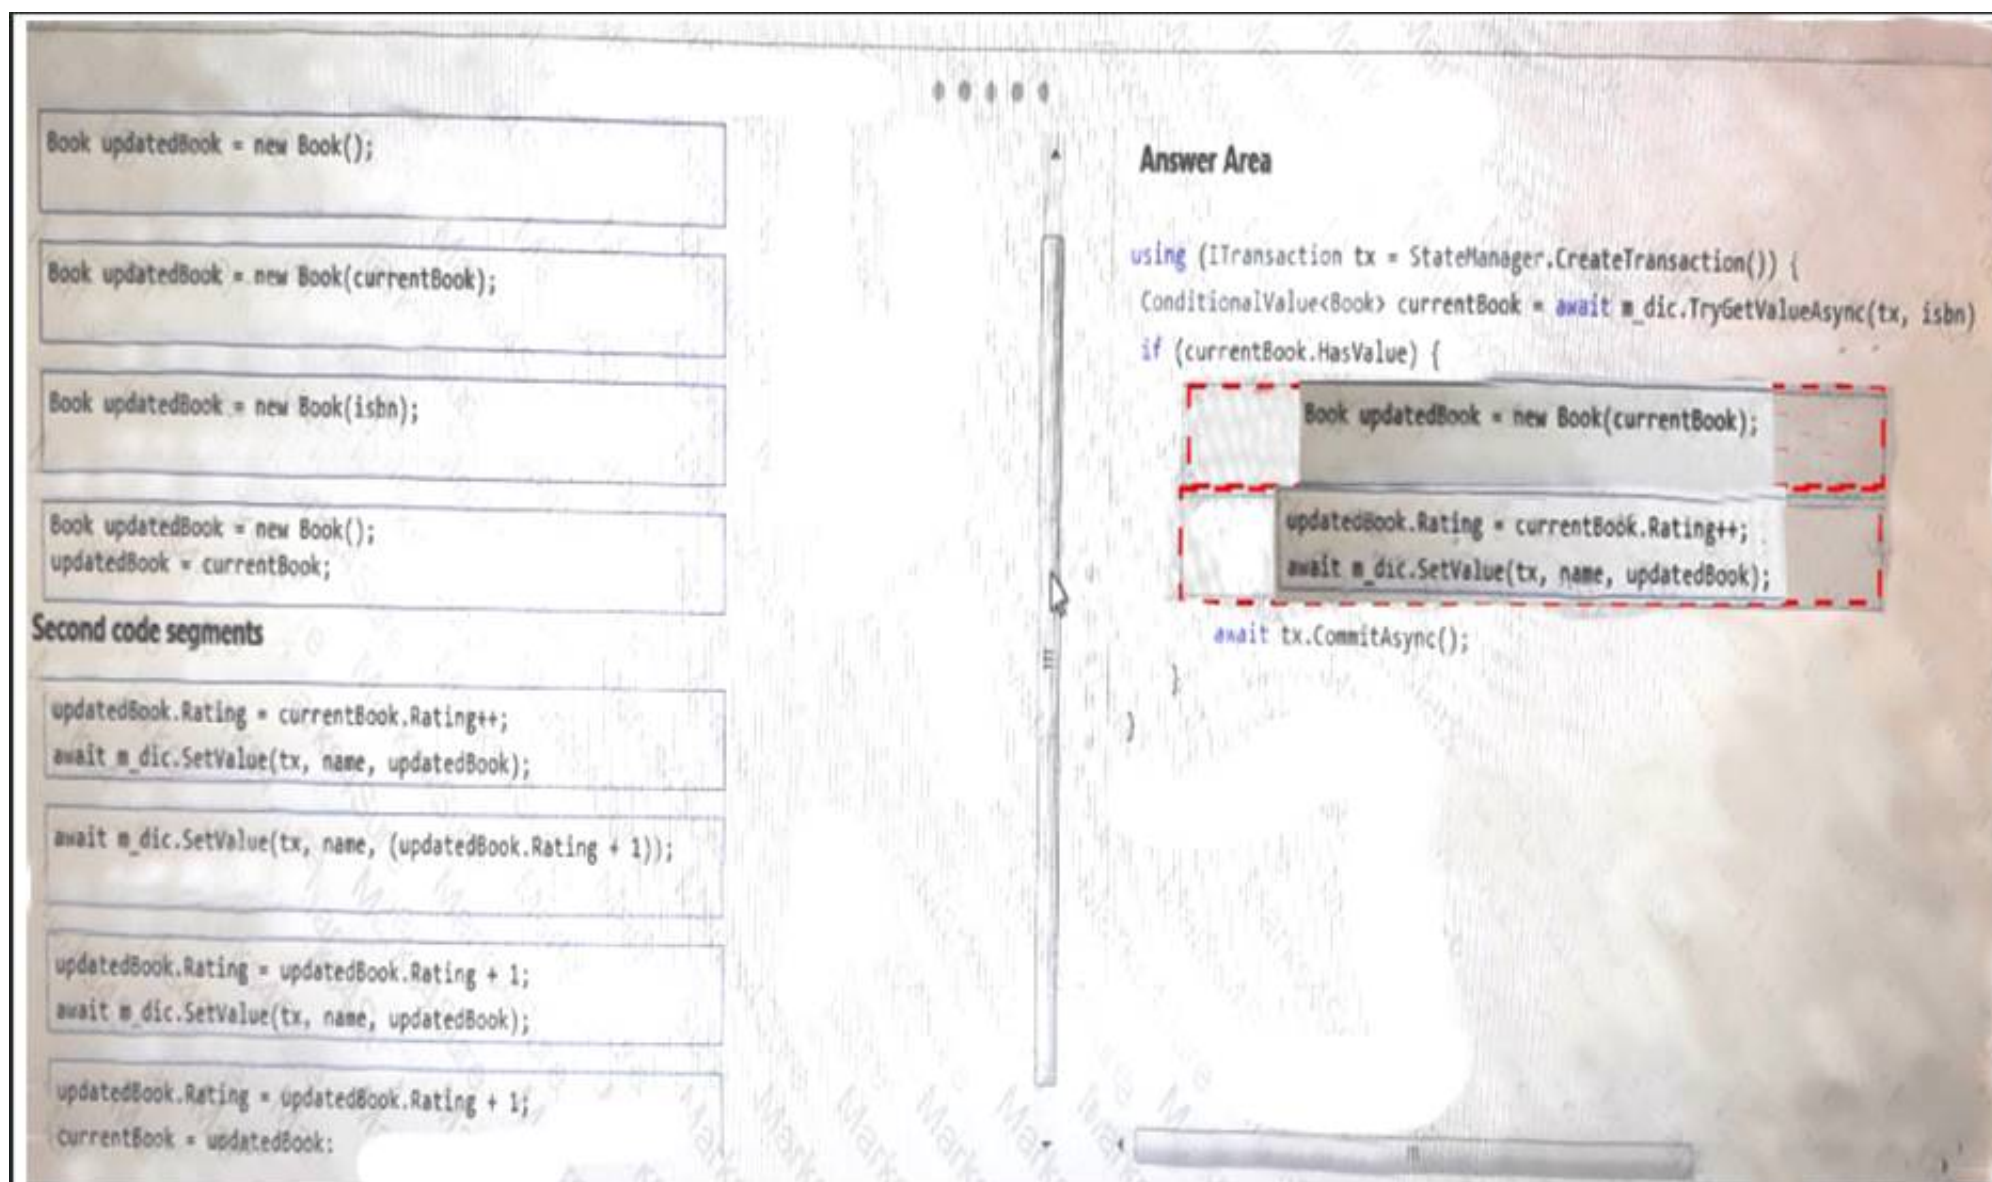 Book updatedBook = new Book();
Book updatedBook = new Book(currentBook);
Book updatedBook = new Book(isbn);
Book updatedBook = new Book();
updatedBook = currentBook;
Second code segments
updatedBook.Rating = currentBook.Rating++;
await m_dic.SetValue(tx, name, updatedBook);
await m_dic.SetValue(tx, name, (updatedBook.Rating + 1));
updatedBook.Rating = updatedBook.Rating + 1;
await m_dic.SetValue(tx, name, updatedBook);
updatedBook.Rating = updatedBook.Rating + 1;
currentBook = updatedBook:
Answer Area
using (ITransaction tx = StateManager.CreateTransaction()) {
ConditionalValue<Book> currentBook = await m_dic.TryGetValueAsync(tx, isbn)
if (currentBook.HasValue) {
Book updatedBook = new Book(currentBook);
updatedBook.Rating = currentBook.Rating++;
await m_dic.SetValue(tx, name, updatedBook);
await tx.CommitAsync();
}
}